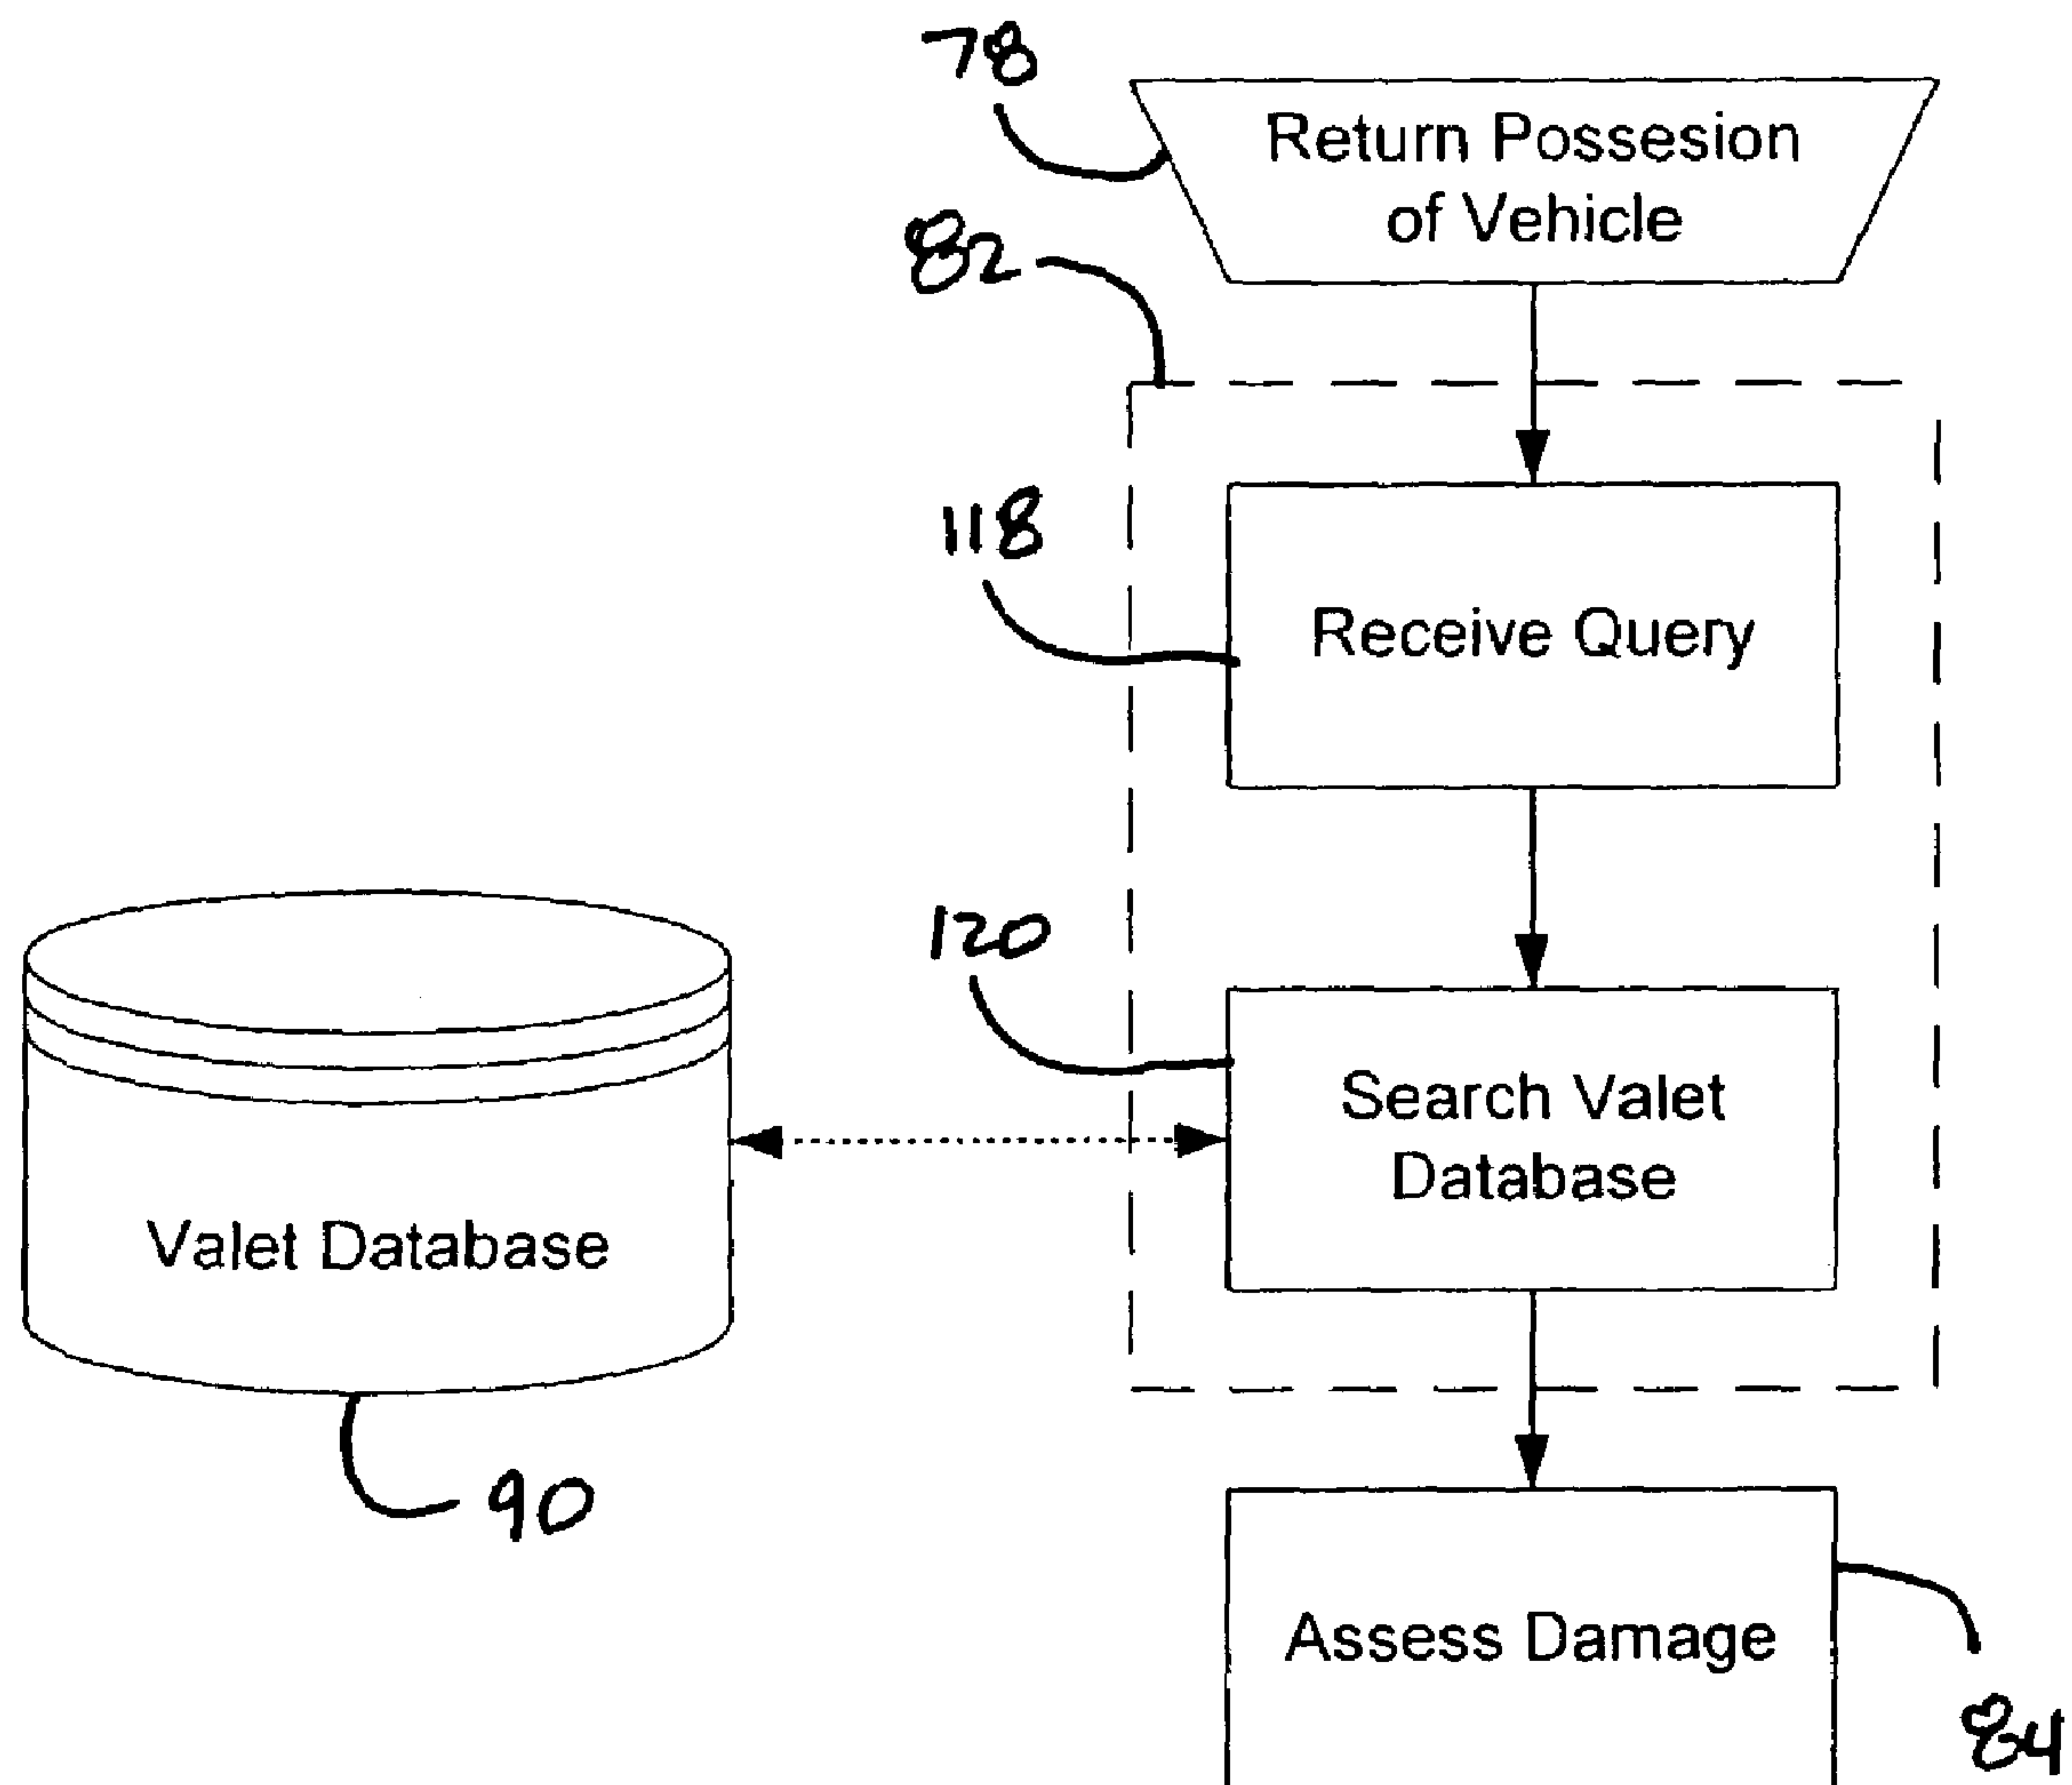 78
Return Possesion
of Vehicle
82
118
Receive Query
120
Search Valet
Database
Valet Database
90
Assess Damage
84